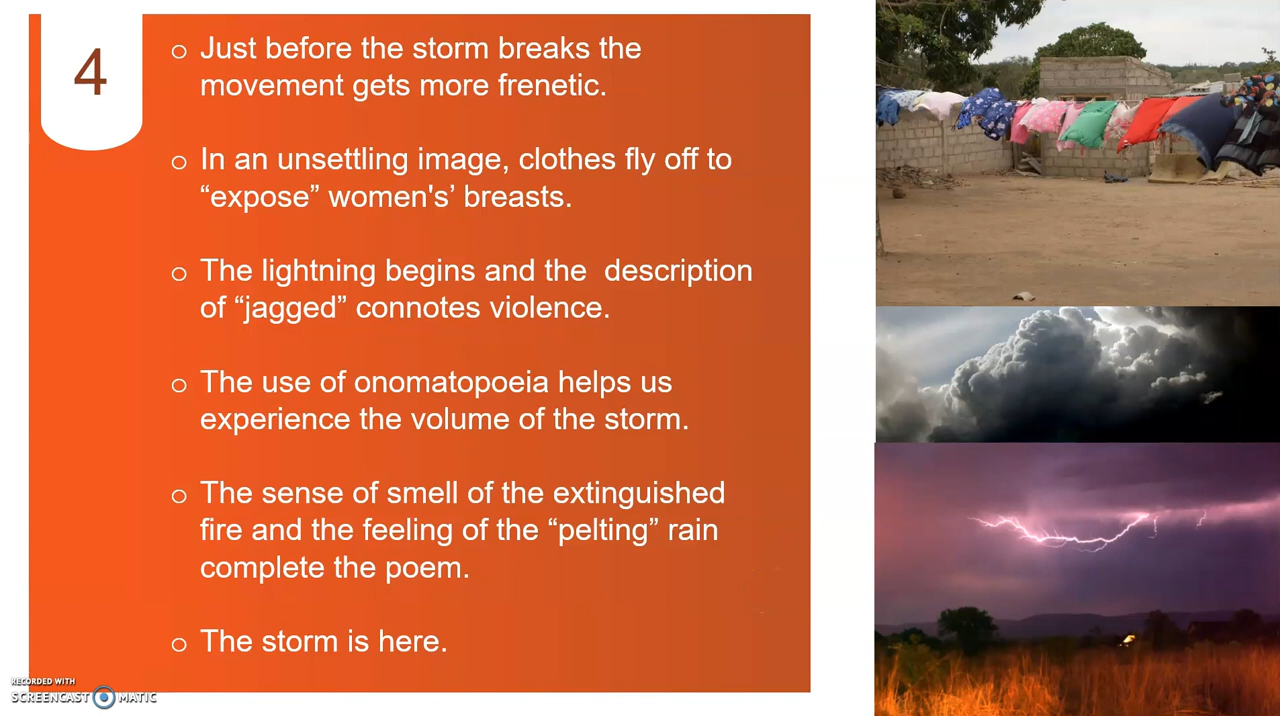 4
o Just before the storm breaks the
movement gets more frenetic.
o In an unsettling image, clothes fly off to
“expose” women's’ breasts.
o The lightning begins and the  description
of “jagged” connotes violence.
o The use of onomatopoeia helps us
experience the volume of the storm.
o The sense of smell of the extinguished
fire and the feeling of the “pelting” rain
complete the poem.
o The storm is here.
RECORDED WITH
SCREENCAST MATIC